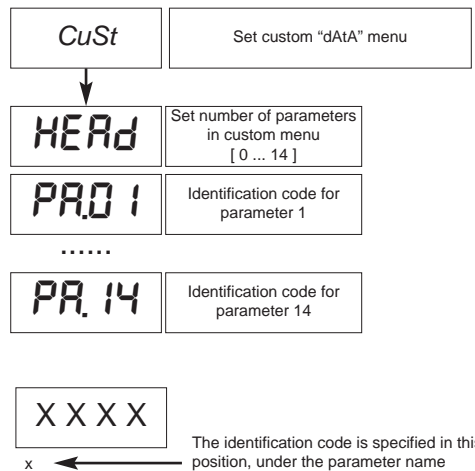 CuSt
Set custom “dAtA” menu
HEAd
Set number of parameters
in custom menu
[ 0 ... 14 ]
PA.01
Identification code for
parameter 1
......
PA.14
Identification code for
parameter 14
X X X X
The identification code is specified in this
x
position, under the parameter name